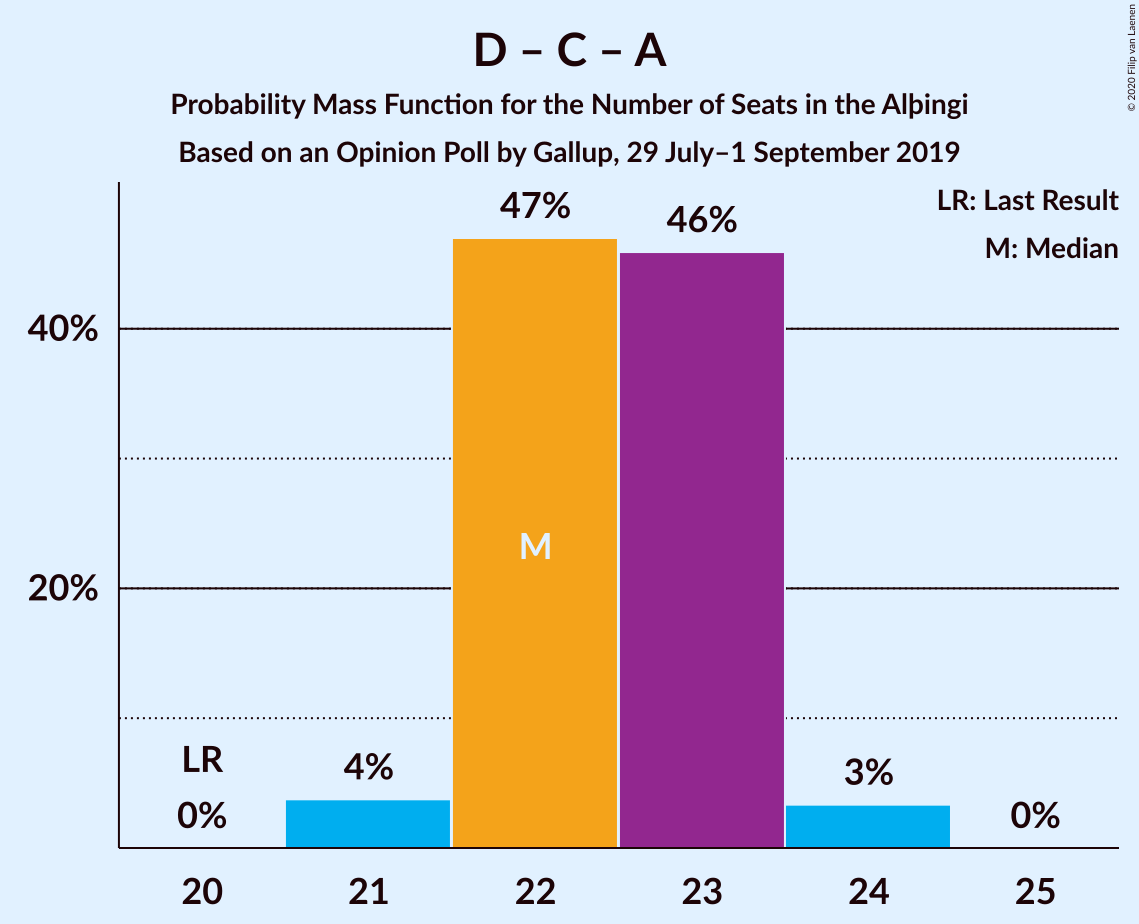 D – C – A
Probability Mass Function for the Number of Seats in the Alþingi
Based on an Opinion Poll by Gallup, 29 July–1 September 2019
© 2020 Filip van Laenen
LR: Last Result
M: Median
47%
46%
40%
M
20%
LR
0%
4%
3%
0%
20 21 22 23 24 25